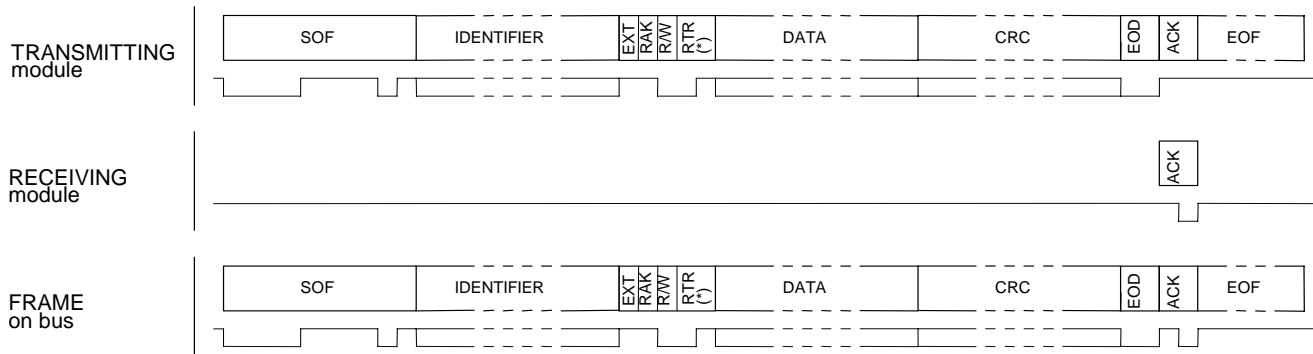 TRANSMITTING
module
SOF IDENTIFIER EXT RAK R/W RTR (*) DATA CRC EOD ACK EOF
RECEIVING
module
ACK
FRAME
on bus
SOF IDENTIFIER EXT RAK R/W RTR (*) DATA CRC EOD ACK EOF